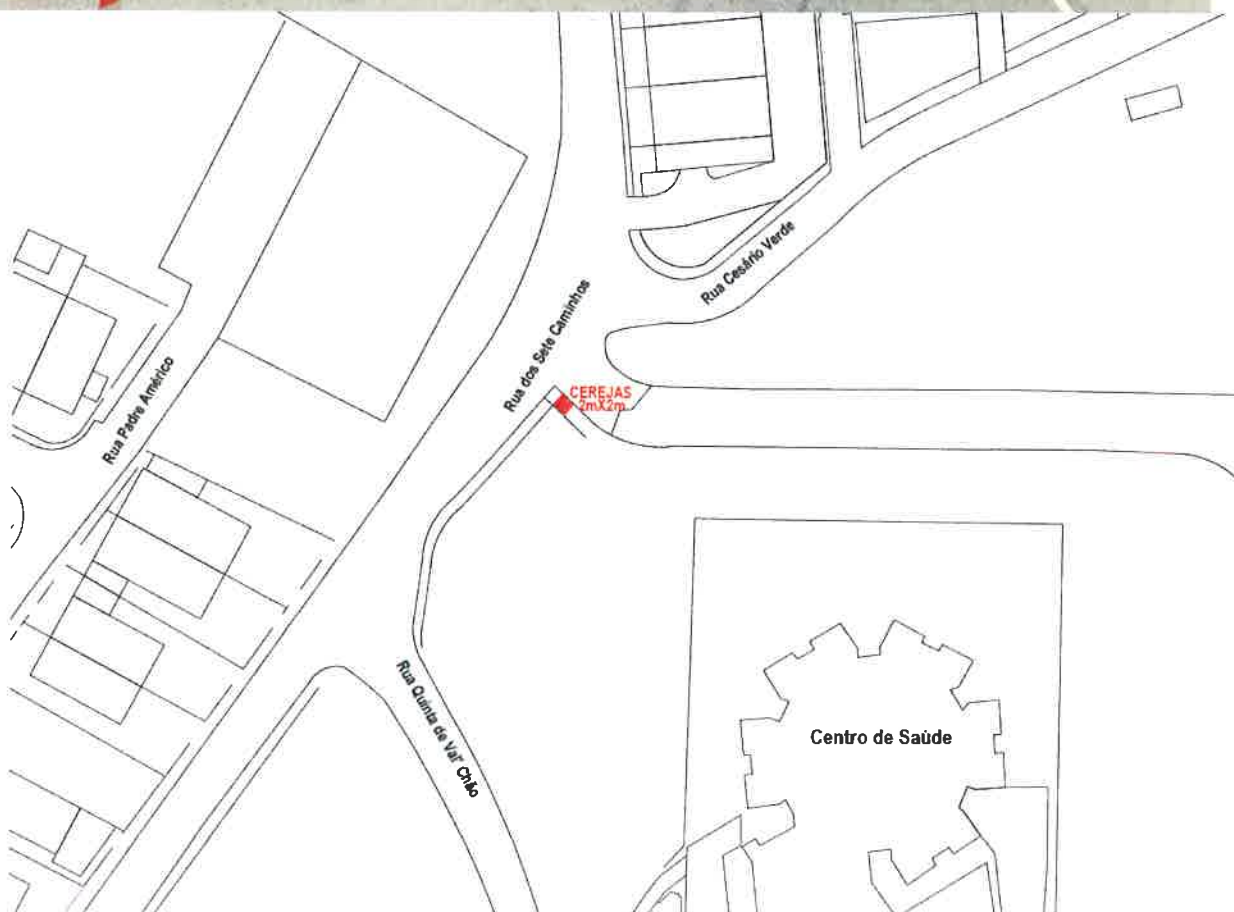 Rua Cesário Verde
Rua dos Sete Caminhos
CEREJAS
2mX2m
Rua Padre Américo
Rua Quinta de Val' Chão
Centro de Saúde